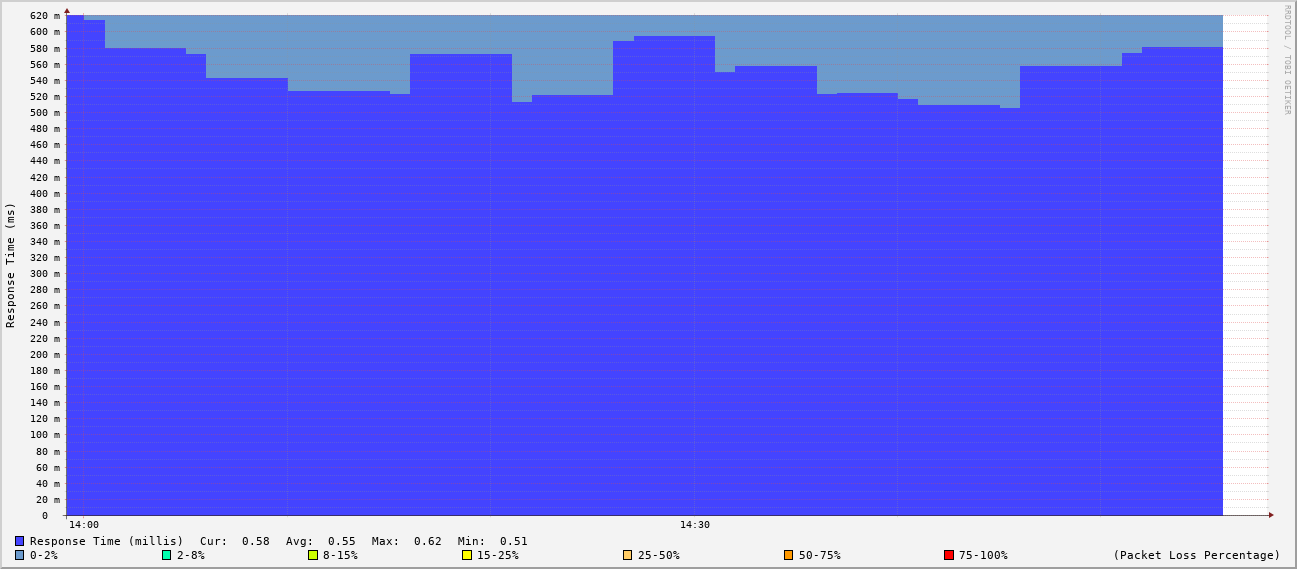 620 m
600 m
580 m
560 m
540 m
520 m
500 m
480 m
460 m
440 m
420 m
400 m
380 m
360 m
340 m
320 m
300 m
280 m
260 m
240 m
220 m
200 m
180 m
160 m
140 m
120 m
100 m
80 m
60 m
40 m
20 m
0
Response Time (ms)
RRDTOOL / TOBI OETIKER
14:00 14:30
Response Time (millis) Cur: 0.58 Avg: 0.55 Max: 0.62 Min: 0.51
0-2% 2-8% 8-15% 15-25% 25-50% 50-75% 75-100% (Packet Loss Percentage)